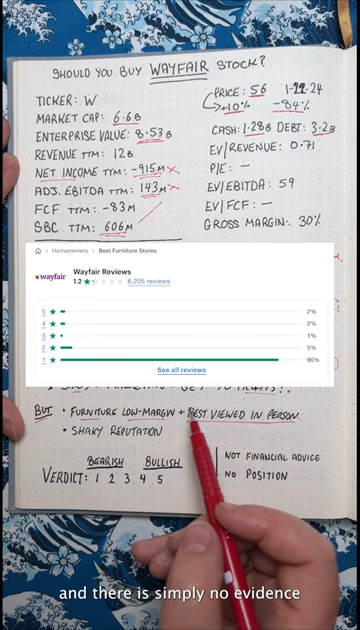 SHOULD YOU BUY WAYFAIR STOCK?
TICKER: W
MARKET CAP: 6.6B
ENTERPRISE VALUE: 8.53B
REVENUE TTM: 12B
NET INCOME TTM: -915M
ADJ. EBITDA TTM: 143M
FCF TTM: -83M
SBC TTM: 606M
PRICE: 56 1-22-24
+10% -84%
CASH: 1.28B DEBT: 3.2B
EV/REVENUE: 0.71
P/E: —
EV/EBITDA: 59
EV/FCF: —
GROSS MARGIN: 30%
Homeowners > Best Furniture Stores
wayfair
Wayfair Reviews
1.2 6,205 reviews
5 2%
4 2%
3 1%
2 5%
1 90%
See all reviews
BUT • FURNITURE LOW-MARGIN + BEST VIEWED IN PERSON
• SHAKY REPUTATION
BEARISH BULLISH
VERDICT: 1 2 3 4 5
NOT FINANCIAL ADVICE
NO POSITION
and there is simply no evidence